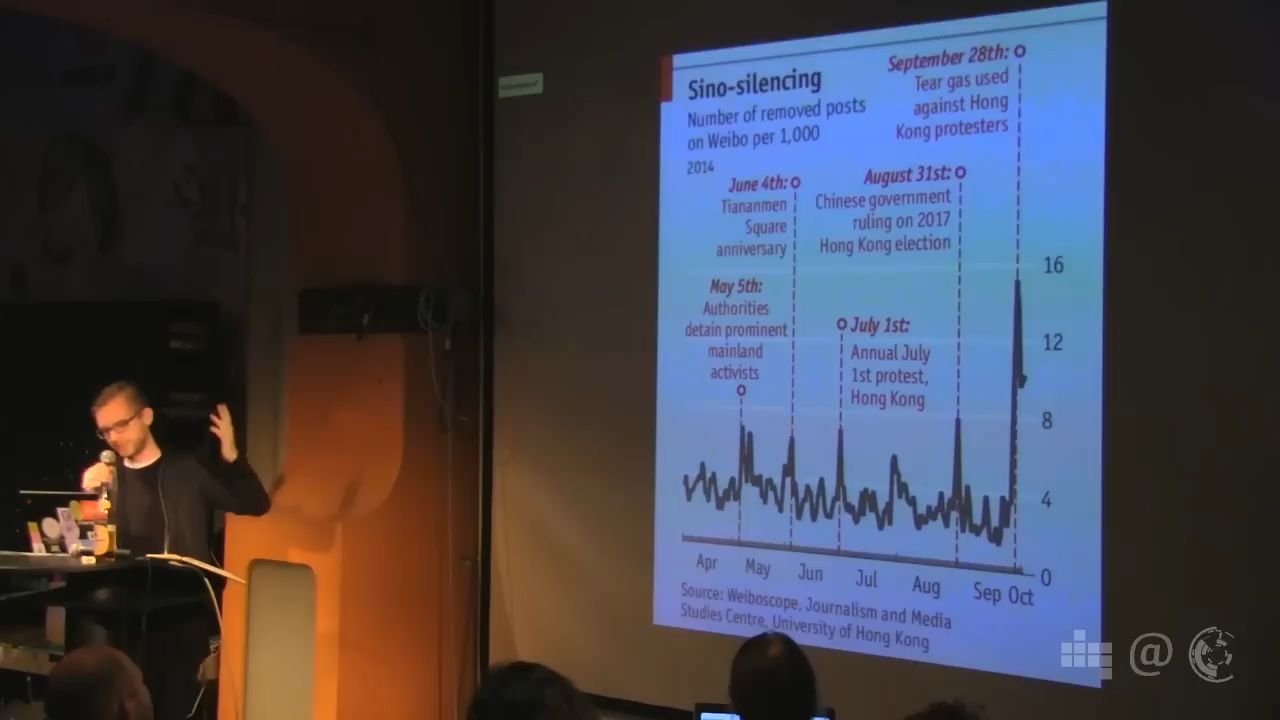 Sino-silencing
Number of removed posts
on Weibo per 1,000
2014
September 28th:
Tear gas used
against Hong
Kong protesters
June 4th:
Tiananmen
Square
anniversary
August 31st:
Chinese government
ruling on 2017
Hong Kong election
May 5th:
Authorities
detain prominent
mainland
activists
July 1st:
Annual July
1st protest,
Hong Kong
16
12
8
4
0
Apr May Jun Jul Aug Sep Oct
Source: Weiboscope, Journalism and Media
Studies Centre, University of Hong Kong
@